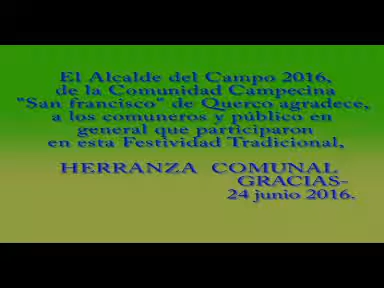 El Alcalde del Campo 2016,
de la Comunidad Campecina
"San francisco" de Querco agradece,
a los comuneros y público en
general que participaron
en esta Festividad Tradicional,
HERRANZA COMUNAL
GRACIAS-
24 junio 2016.